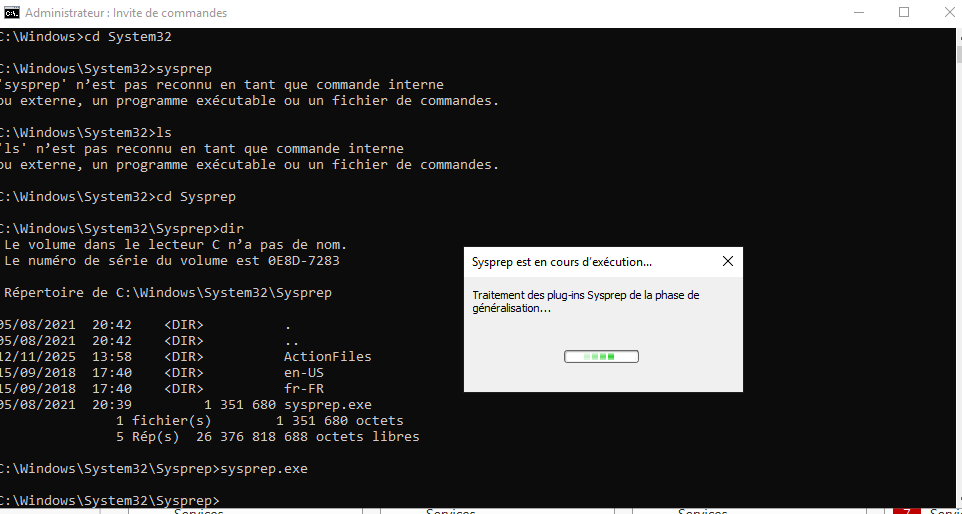 Administrateur : Invite de commandes
C:\Windows>cd System32
C:\Windows\System32>sysprep
'sysprep' n’est pas reconnu en tant que commande interne
ou externe, un programme exécutable ou un fichier de commandes.
C:\Windows\System32>ls
'ls' n’est pas reconnu en tant que commande interne
ou externe, un programme exécutable ou un fichier de commandes.
C:\Windows\System32>cd Sysprep
C:\Windows\System32\Sysprep>dir
Le volume dans le lecteur C n’a pas de nom.
Le numéro de série du volume est 0E8D-7283
Répertoire de C:\Windows\System32\Sysprep
05/08/2021  20:42    <DIR>          .
05/08/2021  20:42    <DIR>          ..
12/11/2025  13:58    <DIR>          ActionFiles
15/09/2018  17:40    <DIR>          en-US
15/09/2018  17:40    <DIR>          fr-FR
05/08/2021  20:39         1 351 680 sysprep.exe
1 fichier(s)        1 351 680 octets
5 Rép(s)  26 376 818 688 octets libres
C:\Windows\System32\Sysprep>sysprep.exe
C:\Windows\System32\Sysprep>
Sysprep est en cours d'exécution...
Traitement des plug-ins Sysprep de la phase de
généralisation...
Services Services Services 7 Services